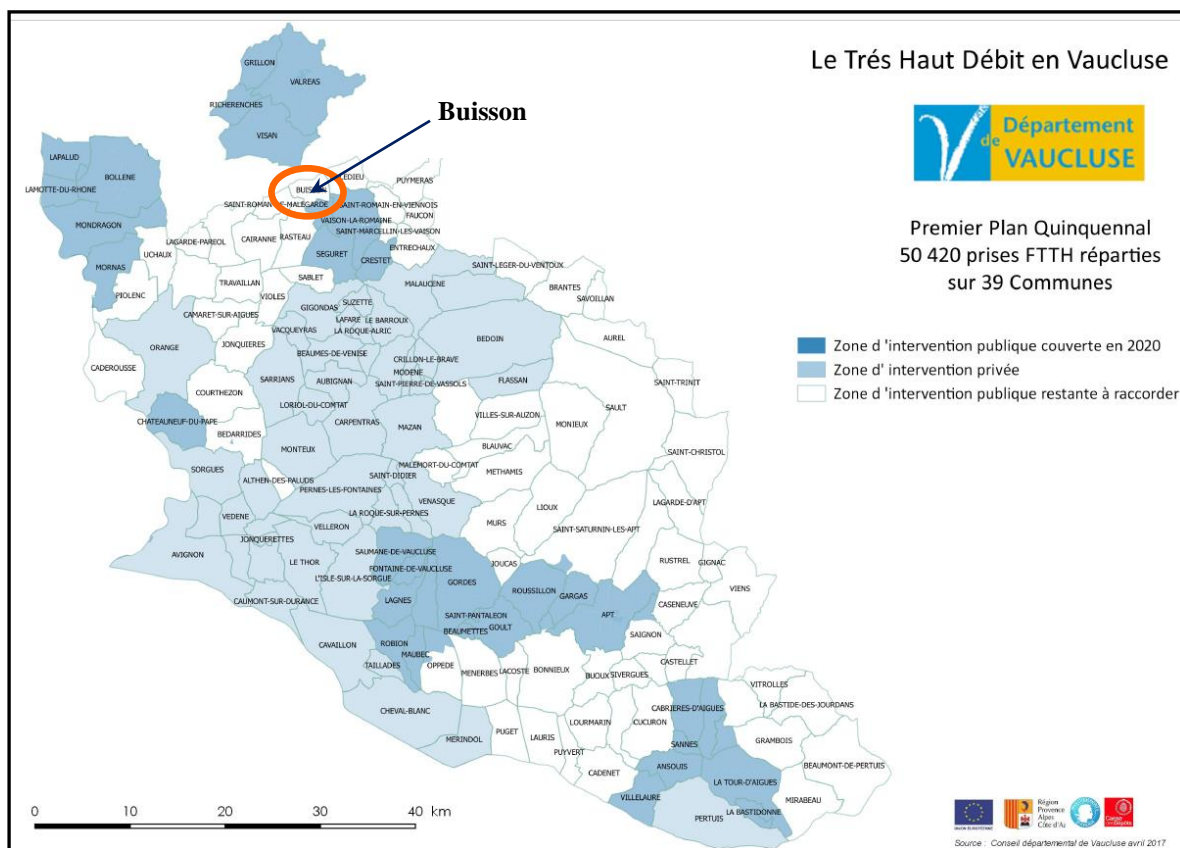 Le Trés Haut Débit en Vaucluse
de
Département
VAUCLUSE
Premier Plan Quinquennal
50 420 prises FTTH réparties
sur 39 Communes
Zone d 'intervention publique couverte en 2020
Zone d' intervention privée
Zone d 'intervention publique restante à raccorder
Buisson
GRILLON
VALREAS
RICHERENCHES
VISAN
LAPALUD
BOLLENE
LAMOTTE-DU-RHONE
MONDRAGON
MORNAS
BUISSON
PUYMERAS
SAINT-ROMAN-DE-MALEGARDE
SAINT-ROMAIN-EN-VIENNOIS
FAUCON
VAISON-LA-ROMAINE
SAINT-MARCELLIN-LES-VAISON
LAGARDE-PAREOL
CAIRANNE
RASTEAU
ENTRECHAUX
UCHAUX
SEGURET
CRESTET
SAINT-LEGER-DU-VENTOUX
SABLET
TRAVAILLAN
MALAUCENE
BRANTES
SAVOILLAN
PIOLENC
VIOLES
SUZETTE
GIGONDAS
CAMARET-SUR-AIGUES
LAFARE
LE BARROUX
VACQUEYRAS
LA ROQUE-ALRIC
AUREL
ORANGE
JONQUIERES
BEDOIN
BEAUMES-DE-VENISE
CRILLON-LE-BRAVE
CADEROUSSE
MODENE
SARRIANS
AUBIGNAN
SAINT-PIERRE-DE-VASSOLS
FLASSAN
SAINT-TRINIT
COURTHEZON
LORIOL-DU-COMTAT
SAULT
VILLES-SUR-AUZON
CHATEAUNEUF-DU-PAPE
CARPENTRAS
MAZAN
MONIEUX
BEDARRIDES
MONTEUX
BLAUVAC
SAINT-CHRISTOL
MALEMORT-DU-COMTAT
SORGUES
SAINT-DIDIER
METHAMIS
ALTHEN-DES-PALUDS
PERNES-LES-FONTAINES
VENASQUE
LAGARDE-D'APT
LIOUX
LA ROQUE-SUR-PERNES
VEDENE
VELLERON
MURS
SAINT-SATURNIN-LES-APT
JONQUERETTES
AVIGNON
SAUMANE-DE-VAUCLUSE
LE THOR
JOUCAS
RUSTREL
GIGNAC
FONTAINE-DE-VAUCLUSE
L'ISLE-SUR-LA-SORGUE
GORDES
VIENS
ROUSSILLON
GARGAS
CAUMONT-SUR-DURANCE
LAGNES
CASENEUVE
SAINT-PANTALEON
APT
BEAUMETTES
GOULT
SAIGNON
CAVAILLON
ROBION
MAUBEC
TAILLADES
OPPEDE
MENERBES
LACOSTE
BONNIEUX
BUOUX
SIVERGUES
CASTELLET
VITROLLES
LA BASTIDE-DES-JOURDANS
CHEVAL-BLANC
CABRIERES-D'AIGUES
LOURMARIN
CUCURON
MERINDOL
PUGET
LAURIS
SANNES
GRAMBOIS
PUYVERT
CADENET
ANSOUIS
BEAUMONT-DE-PERTUIS
LA TOUR-D'AIGUES
VILLELAURE
MIRABEAU
LA BASTIDONNE
PERTUIS
0 10 20 30 40 km
UNION EUROPEENNE
Région
Provence
Alpes
Côte d'Az
Source : Conseil départemental de Vaucluse avril 2017